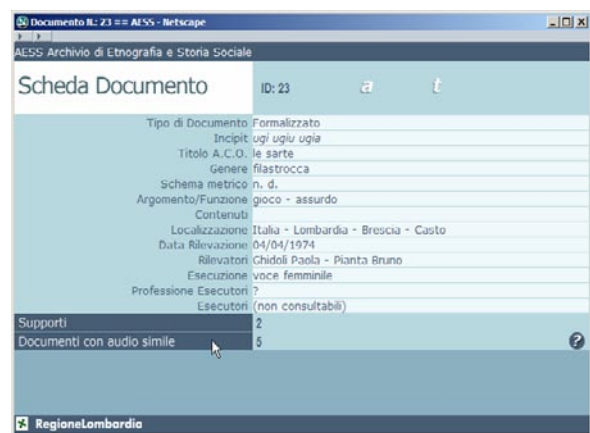 Documento N.: 23 == AESS - Netscape
AESS Archivio di Etnografia e Storia Sociale
Scheda Documento ID: 23 a t
Tipo di Documento Formalizzato
Incipit ugi ugiu ugia
Titolo A.C.O. le sarte
Genere filastrocca
Schema metrico n. d.
Argomento/Funzione gioco - assurdo
Contenuti
Localizzazione Italia - Lombardia - Brescia - Casto
Data Rilevazione 04/04/1974
Rilevatori Ghidoli Paola - Pianta Bruno
Esecuzione voce femminile
Professione Esecutori ?
Esecutori (non consultabili)
Supporti 2
Documenti con audio simile 5 ?
RegioneLombardia